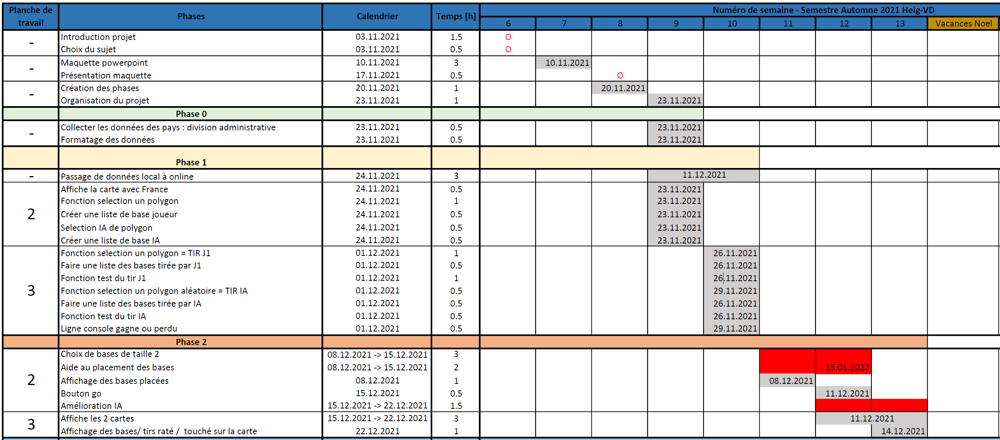 Planche de travail Phases Calendrier Temps [h] Numéro de semaine - Semestre Automne 2021 Heig-VD
6 7 8 9 10 11 12 13 Vacances Noel
- Introduction projet 03.11.2021 1.5 O
Choix du sujet 03.11.2021 0.5 O
- Maquette powerpoint 10.11.2021 3 10.11.2021
Présentation maquette 17.11.2021 0.5 O
- Création des phases 20.11.2021 1 20.11.2021
Organisation du projet 23.11.2021 1 23.11.2021
Phase 0
- Collecter les données des pays : division administrative 23.11.2021 0.5 23.11.2021
Formatage des données 23.11.2021 0.5 23.11.2021
Phase 1
- Passage de données local à online 24.11.2021 3 11.12.2021
2 Affiche la carte avec France 24.11.2021 0.5 23.11.2021
Fonction selection un polygon 24.11.2021 1 23.11.2021
Créer une liste de base joueur 24.11.2021 0.5 23.11.2021
Selection IA de polygon 24.11.2021 0.5 23.11.2021
Créer une liste de base IA 24.11.2021 0.5 23.11.2021
3 Fonction selection un polygon = TIR J1 01.12.2021 1 26.11.2021
Faire une liste des bases tirée par J1 01.12.2021 0.5 26.11.2021
Fonction test du tir J1 01.12.2021 1 26.11.2021
Fonction selection un polygon aléatoire = TIR IA 01.12.2021 0.5 29.11.2021
Faire une liste des bases tirée par IA 01.12.2021 0.5 26.11.2021
Fonction test du tir IA 01.12.2021 0.5 26.11.2021
Ligne console gagne ou perdu 01.12.2021 0.5 29.11.2021
Phase 2
2 Choix de bases de taille 2 08.12.2021 -> 15.12.2021 3
Aide au placement des bases 08.12.2021 -> 15.12.2021 2 15.01.2022
Affichage des bases placées 08.12.2021 1 08.12.2021
Bouton go 15.12.2021 0.5 11.12.2021
Amélioration IA 15.12.2021 -> 22.12.2021 1.5
3 Affiche les 2 cartes 15.12.2021 -> 22.12.2021 3 11.12.2021
Affichage des bases/ tirs raté / touché sur la carte 22.12.2021 1 14.12.2021